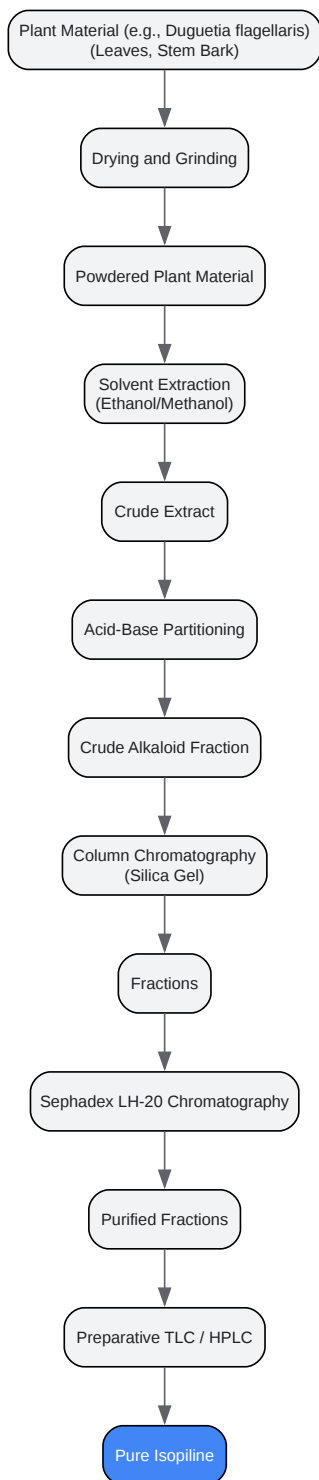 Plant Material (e.g., Duguetia flagellaris)
(Leaves, Stem Bark)
Drying and Grinding
Powdered Plant Material
Solvent Extraction
(Ethanol/Methanol)
Crude Extract
Acid-Base Partitioning
Crude Alkaloid Fraction
Column Chromatography
(Silica Gel)
Fractions
Sephadex LH-20 Chromatography
Purified Fractions
Preparative TLC / HPLC
Pure Isopiline